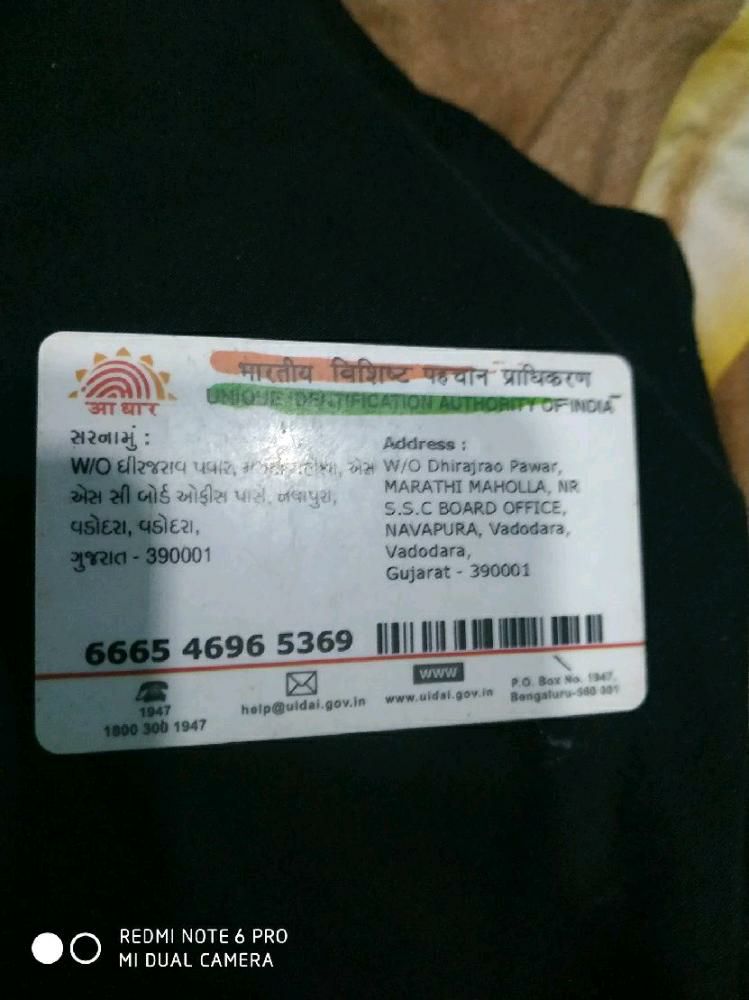 भारतीय विशिष्ट पहचान प्राधिकरण
UNIQUE IDENTIFICATION AUTHORITY OF INDIA
આધાર
સરનામું :
W/O ધીરજરાવ પવાર, એસ
એસ સી બોર્ડ ઓફીસ પાસે, નવાપુરા,
વડોદરા, વડોદરા,
ગુજરાત - 390001
Address :
W/O Dhirajrao Pawar,
MARATHI MAHOLLA, NR
S.S.C BOARD OFFICE,
NAVAPURA, Vadodara,
Vadodara,
Gujarat - 390001
6665 4696 5369
1947
1800 300 1947
help@uidai.gov.in
www
www.uidai.gov.in
P.O. Box No. 1947,
Bengaluru-560 001
REDMI NOTE 6 PRO
MI DUAL CAMERA